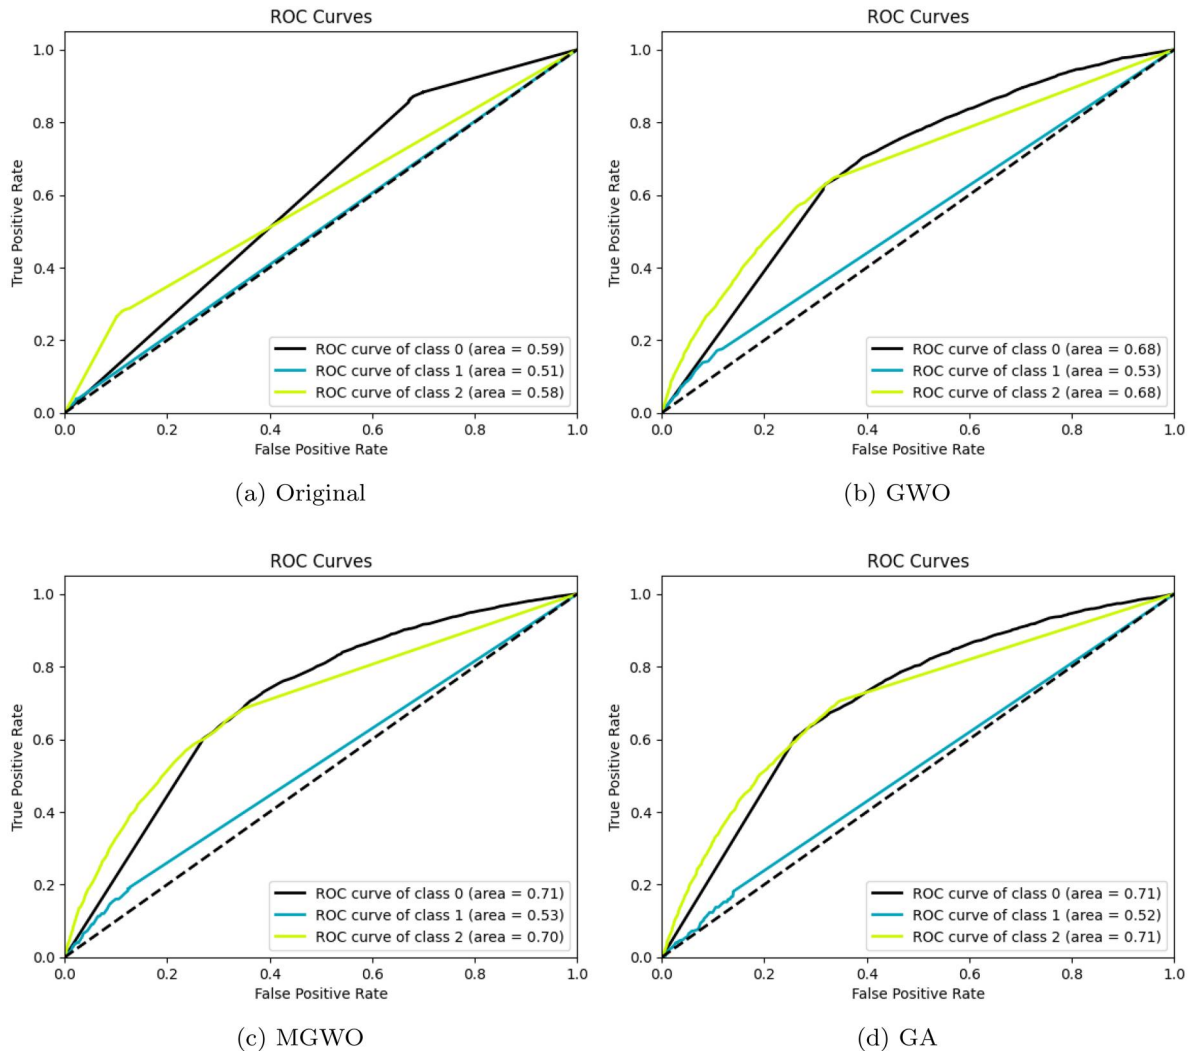 ROC Curves
1.0
0.8
0.6
0.4
0.2
0.0
True Positive Rate
ROC curve of class 0 (area = 0.59)
ROC curve of class 1 (area = 0.51)
ROC curve of class 2 (area = 0.58)
0.0 0.2 0.4 0.6 0.8 1.0
False Positive Rate
(a) Original
ROC Curves
1.0
0.8
0.6
0.4
0.2
0.0
True Positive Rate
ROC curve of class 0 (area = 0.68)
ROC curve of class 1 (area = 0.53)
ROC curve of class 2 (area = 0.68)
0.0 0.2 0.4 0.6 0.8 1.0
False Positive Rate
(b) GWO
ROC Curves
1.0
0.8
0.6
0.4
0.2
0.0
True Positive Rate
ROC curve of class 0 (area = 0.71)
ROC curve of class 1 (area = 0.53)
ROC curve of class 2 (area = 0.70)
0.0 0.2 0.4 0.6 0.8 1.0
False Positive Rate
(c) MGWO
ROC Curves
1.0
0.8
0.6
0.4
0.2
0.0
True Positive Rate
ROC curve of class 0 (area = 0.71)
ROC curve of class 1 (area = 0.52)
ROC curve of class 2 (area = 0.71)
0.0 0.2 0.4 0.6 0.8 1.0
False Positive Rate
(d) GA